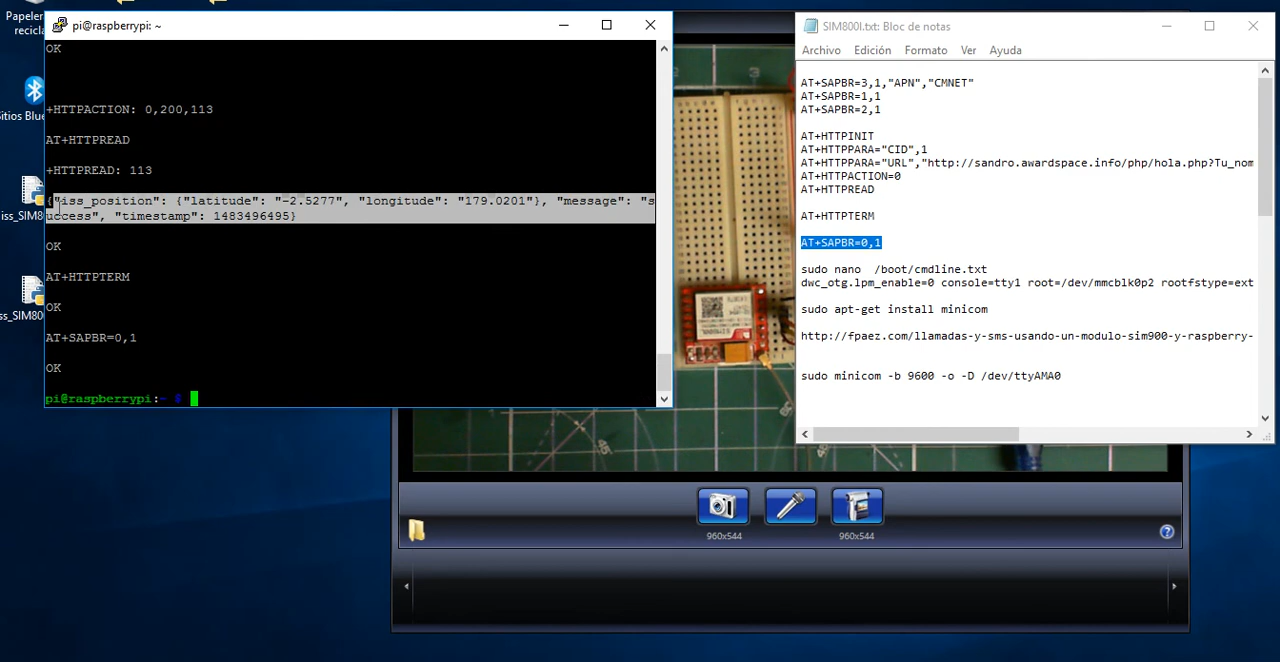 Papeler
recicla
Sitios Blue
iss_SIM80
ss_SIM80
pi@raspberrypi: ~
OK
+HTTPACTION: 0,200,113
AT+HTTPREAD
+HTTPREAD: 113
{"iss_position": {"latitude": "-2.5277", "longitude": "179.0201"}, "message": "s
uccess", "timestamp": 1483496495}
OK
AT+HTTPTERM
OK
AT+SAPBR=0,1
OK
pi@raspberrypi:~ $
SIM800l.txt: Bloc de notas
Archivo Edición Formato Ver Ayuda
AT+SAPBR=3,1,"APN","CMNET"
AT+SAPBR=1,1
AT+SAPBR=2,1
AT+HTTPINIT
AT+HTTPPARA="CID",1
AT+HTTPPARA="URL","http://sandro.awardspace.info/php/hola.php?Tu_nom
AT+HTTPACTION=0
AT+HTTPREAD
AT+HTTPTERM
AT+SAPBR=0,1
sudo nano  /boot/cmdline.txt
dwc_otg.lpm_enable=0 console=tty1 root=/dev/mmcblk0p2 rootfstype=ext
sudo apt-get install minicom
http://fpaez.com/llamadas-y-sms-usando-un-modulo-sim900-y-raspberry-
sudo minicom -b 9600 -o -D /dev/ttyAMA0
960x544
960x544